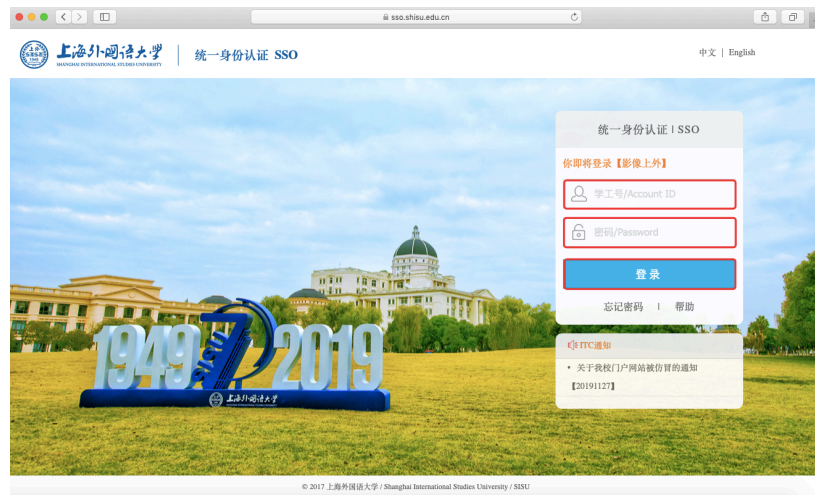 sso.shisu.edu.cn
上海外国语大学
SHANGHAI INTERNATIONAL STUDIES UNIVERSITY
统一身份认证 SSO
中文 | English
统一身份认证 | SSO
你即将登录【影像上外】
学工号/Account ID
密码/Password
登录
忘记密码 | 帮助
ITC通知
• 关于我校门户网站被仿冒的通知
【20191127】
1949 2019
SISU
上海外国语大学
© 2017 上海外国语大学 / Shanghai International Studies University / SISU